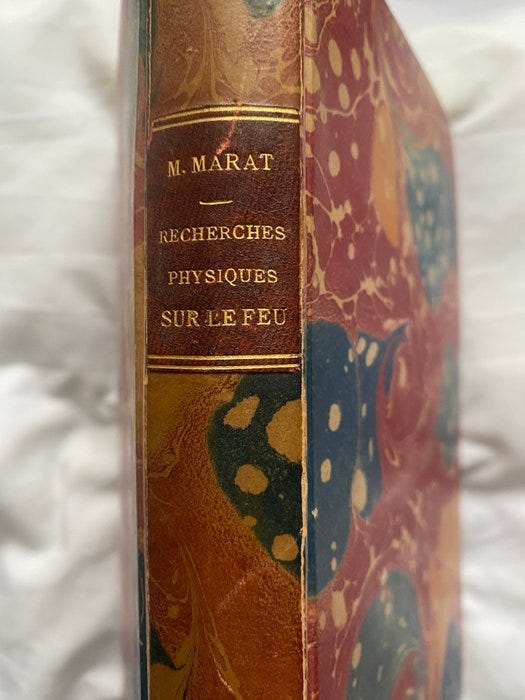 M. MARAT
RECHERCHES
PHYSIQUES
SUR LE FEU